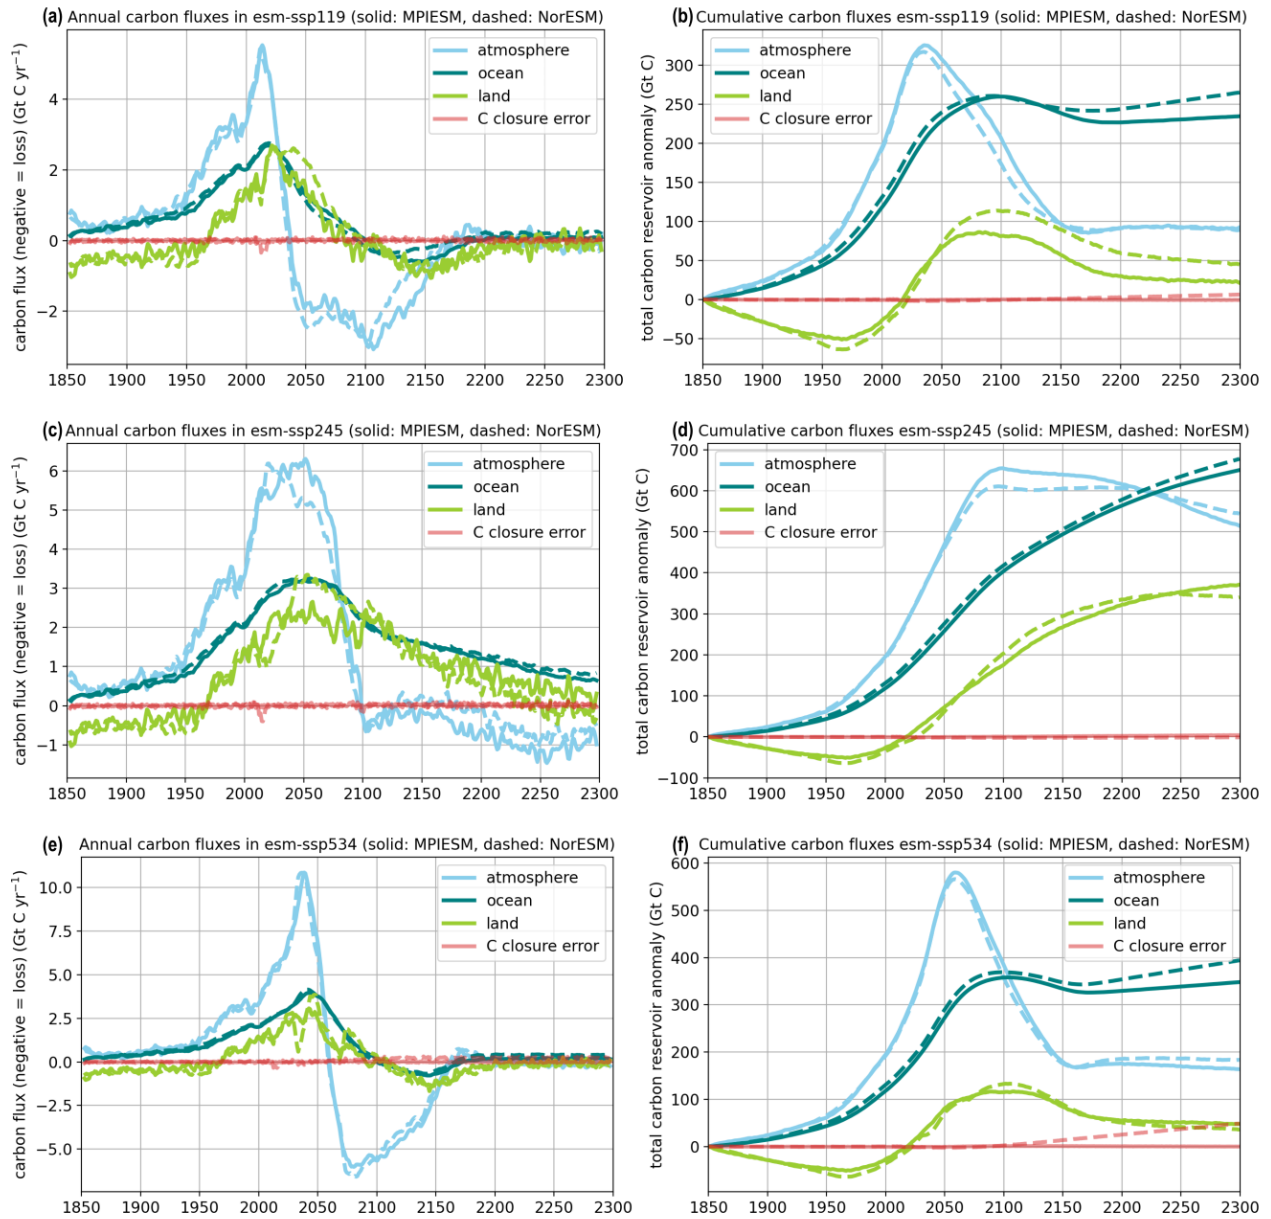 (a) Annual carbon fluxes in esm-ssp119 (solid: MPIESM, dashed: NorESM)
carbon flux (negative = loss) (Gt C yr⁻¹)
4
2
0
−2
atmosphere
ocean
land
C closure error
1850 1900 1950 2000 2050 2100 2150 2200 2250 2300
(b) Cumulative carbon fluxes esm-ssp119 (solid: MPIESM, dashed: NorESM)
total carbon reservoir anomaly (Gt C)
300
250
200
150
100
50
0
−50
atmosphere
ocean
land
C closure error
1850 1900 1950 2000 2050 2100 2150 2200 2250 2300
(c) Annual carbon fluxes in esm-ssp245 (solid: MPIESM, dashed: NorESM)
carbon flux (negative = loss) (Gt C yr⁻¹)
6
5
4
3
2
1
0
−1
atmosphere
ocean
land
C closure error
1850 1900 1950 2000 2050 2100 2150 2200 2250 2300
(d) Cumulative carbon fluxes esm-ssp245 (solid: MPIESM, dashed: NorESM)
total carbon reservoir anomaly (Gt C)
700
600
500
400
300
200
100
0
−100
atmosphere
ocean
land
C closure error
1850 1900 1950 2000 2050 2100 2150 2200 2250 2300
(e) Annual carbon fluxes in esm-ssp534 (solid: MPIESM, dashed: NorESM)
carbon flux (negative = loss) (Gt C yr⁻¹)
10.0
7.5
5.0
2.5
0.0
−2.5
−5.0
atmosphere
ocean
land
C closure error
1850 1900 1950 2000 2050 2100 2150 2200 2250 2300
(f) Cumulative carbon fluxes esm-ssp534 (solid: MPIESM, dashed: NorESM)
total carbon reservoir anomaly (Gt C)
600
500
400
300
200
100
0
atmosphere
ocean
land
C closure error
1850 1900 1950 2000 2050 2100 2150 2200 2250 2300